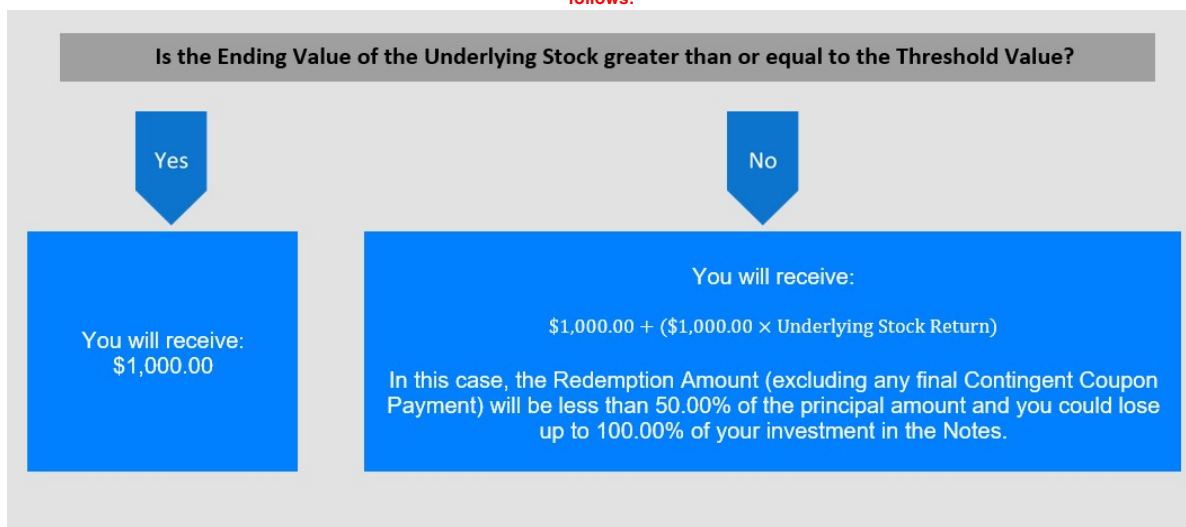 follows:
Is the Ending Value of the Underlying Stock greater than or equal to the Threshold Value?
Yes
No
You will receive:
$1,000.00
You will receive:
$1,000.00 + ($1,000.00 × Underlying Stock Return)
In this case, the Redemption Amount (excluding any final Contingent Coupon
Payment) will be less than 50.00% of the principal amount and you could lose
up to 100.00% of your investment in the Notes.